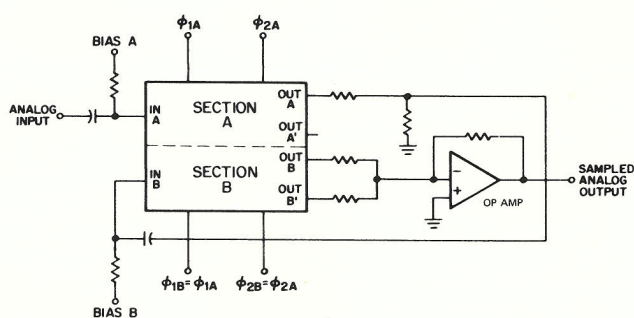 ϕ1A
ϕ2A
BIAS A
ANALOG
INPUT
IN
A
SECTION
A
OUT
A
OUT
A'
IN
B
SECTION
B
OUT
B
OUT
B'
−
+
OP AMP
SAMPLED
ANALOG
OUTPUT
ϕ1B = ϕ1A
ϕ2B = ϕ2A
BIAS B